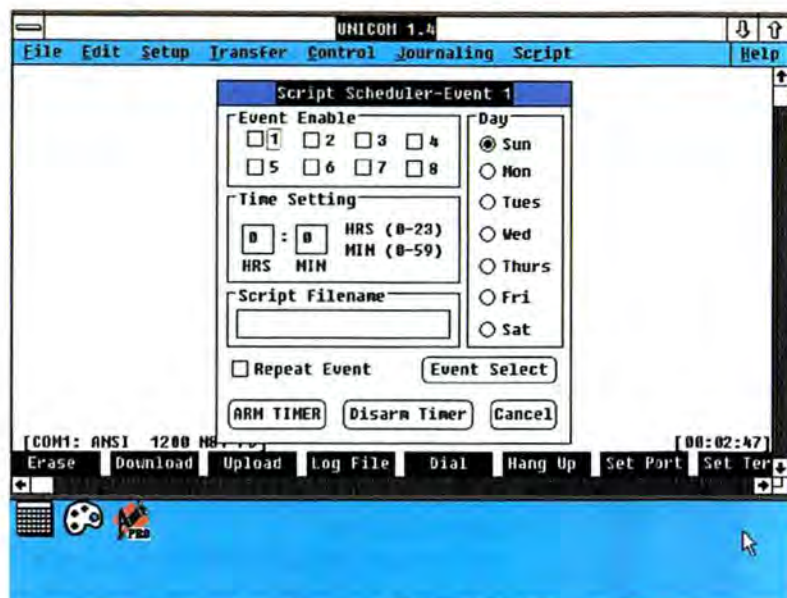 UNICOM 1.4
File Edit Setup Transfer Control Journaling Script Help
Script Scheduler-Event 1
Event Enable
1 2 3 4
5 6 7 8
Day
Sun
Mon
Tues
Wed
Thurs
Fri
Sat
Time Setting
0 : 0 HRS (0-23)
MIN (0-59)
HRS MIN
Script Filename
Repeat Event Event Select
ARM TIMER Disarm Timer Cancel
[COM1: ANSI 1200 [00:02:47]
Erase Download Upload Log File Dial Hang Up Set Port Set Ter
PRO